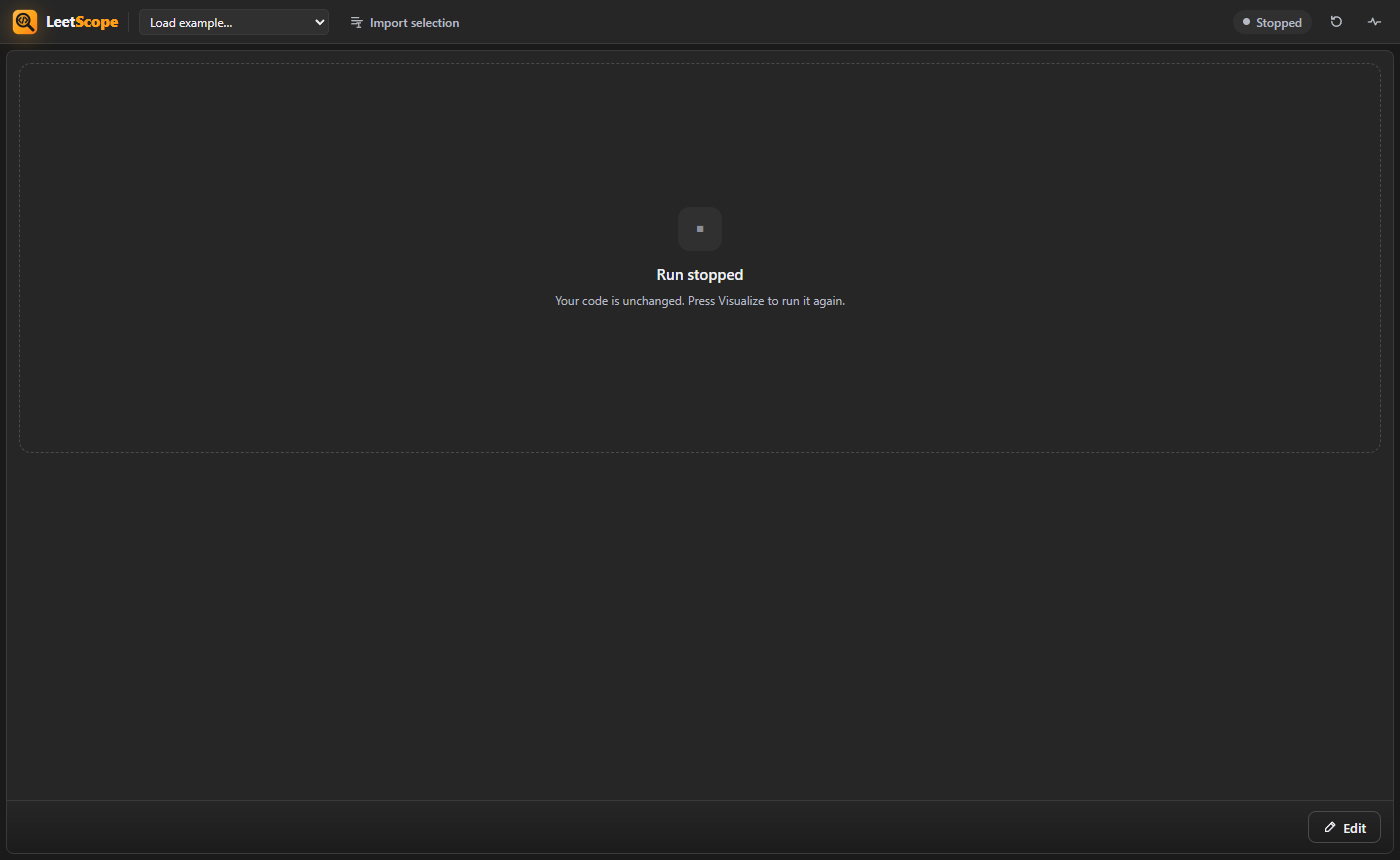 LeetScope
Load example...
Import selection
Stopped
Run stopped
Your code is unchanged. Press Visualize to run it again.
Edit